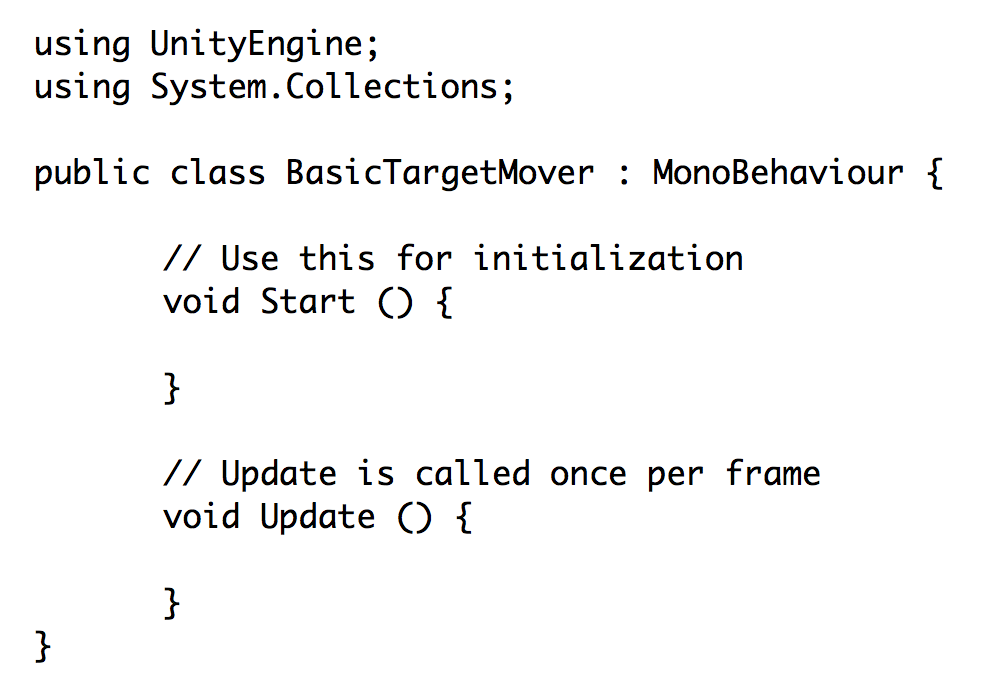 using UnityEngine;
using System.Collections;
public class BasicTargetMover : MonoBehaviour {
// Use this for initialization
void Start () {
}
// Update is called once per frame
void Update () {
}
}